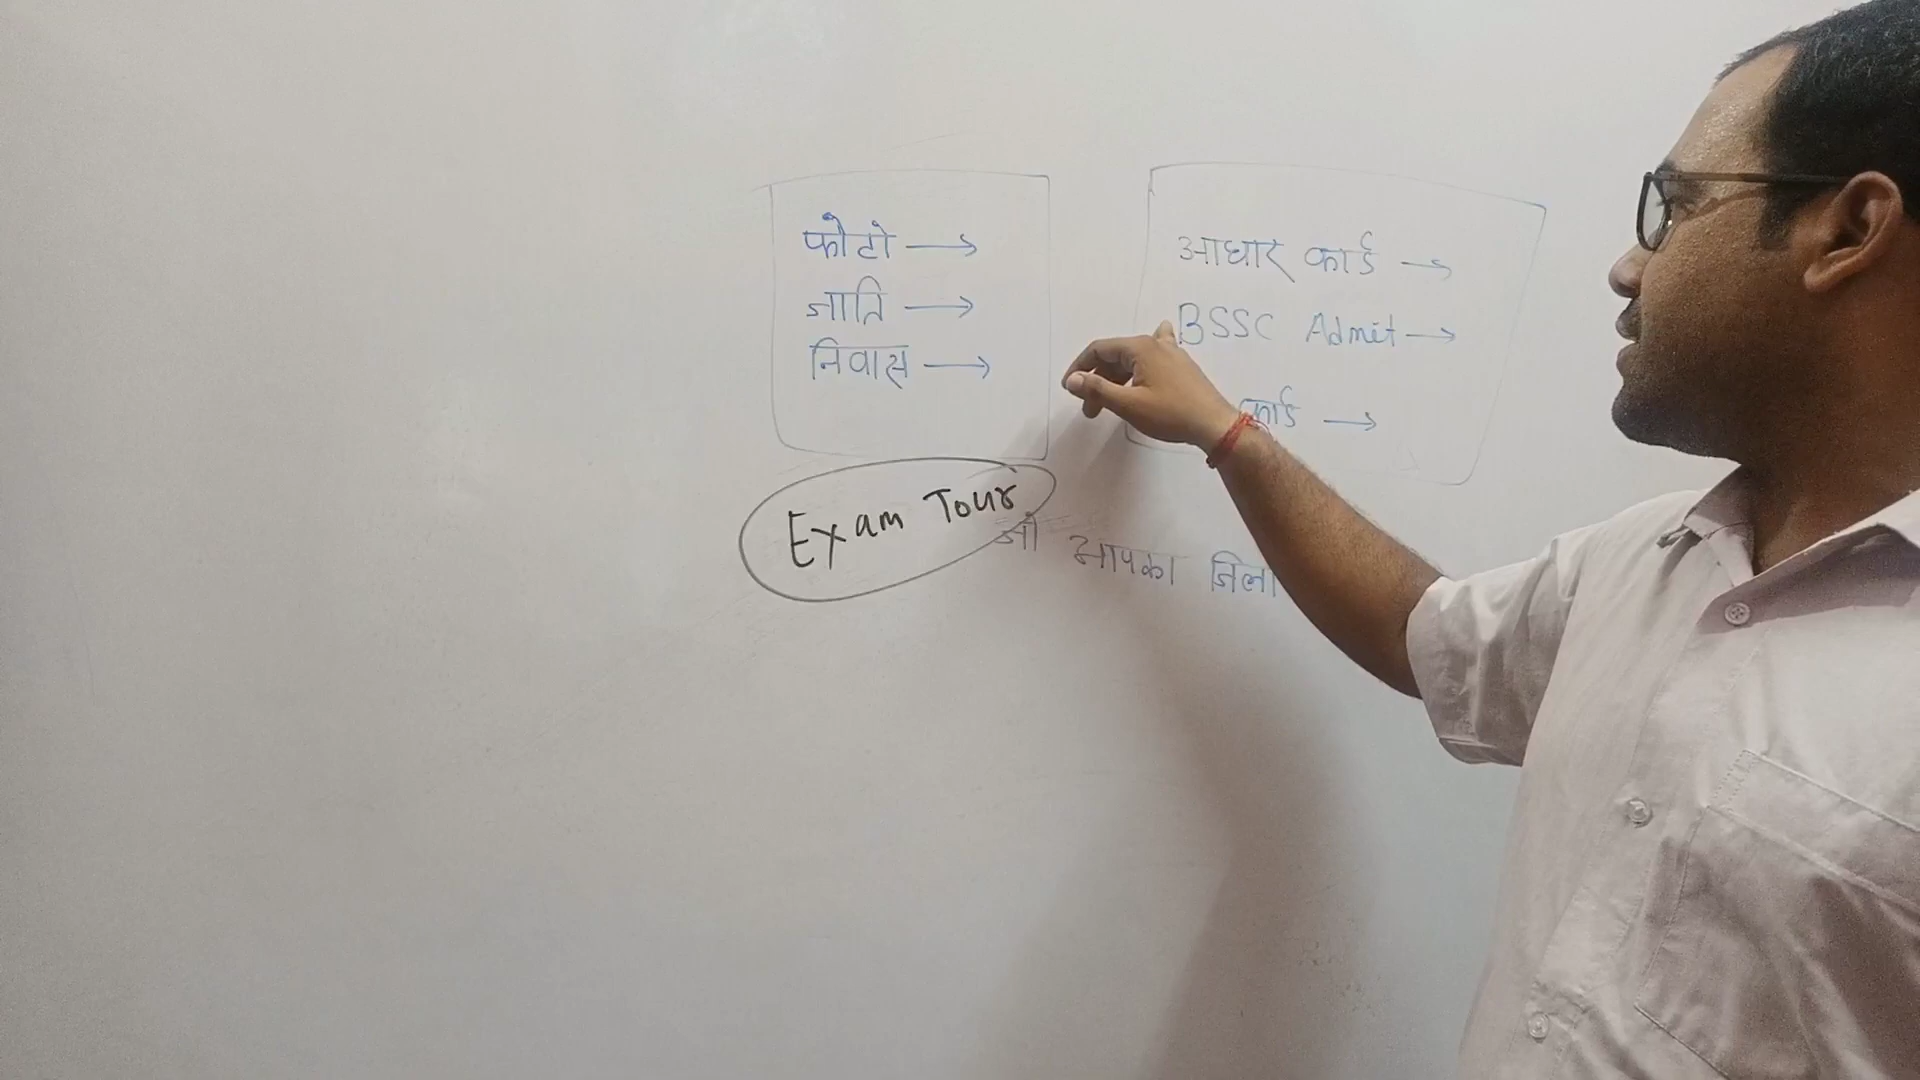 फोटो →
जाति →
निवास →
आधार कार्ड →
BSSC Admit →
कार्ड →
Exam Tour
जो आपका जिला